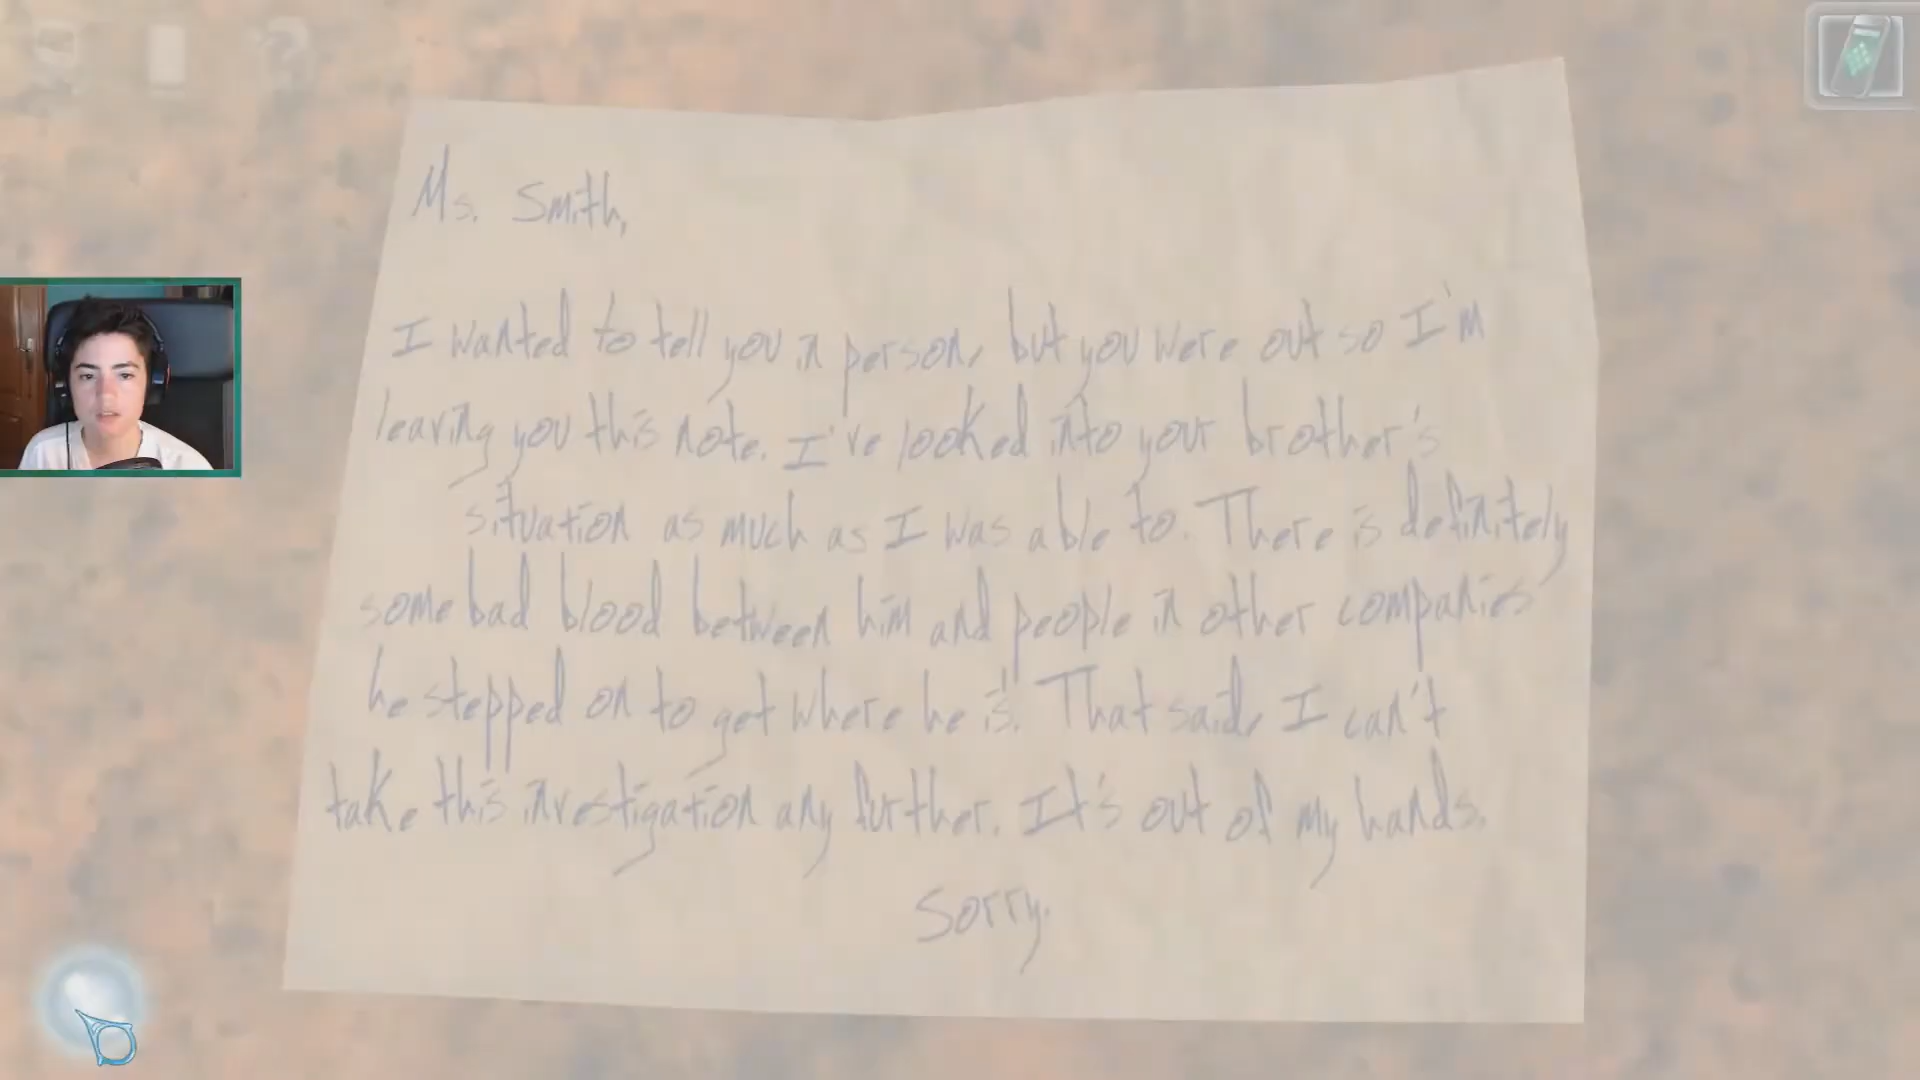 Ms. Smith,
I wanted to tell you in person, but you were out so I'm
leaving you this note. I've looked into your brother's
situation as much as I was able to. There is definitely
some bad blood between him and people in other companies
he stepped on to get where he is. That said, I can't
take this investigation any further. It's out of my hands.
Sorry.